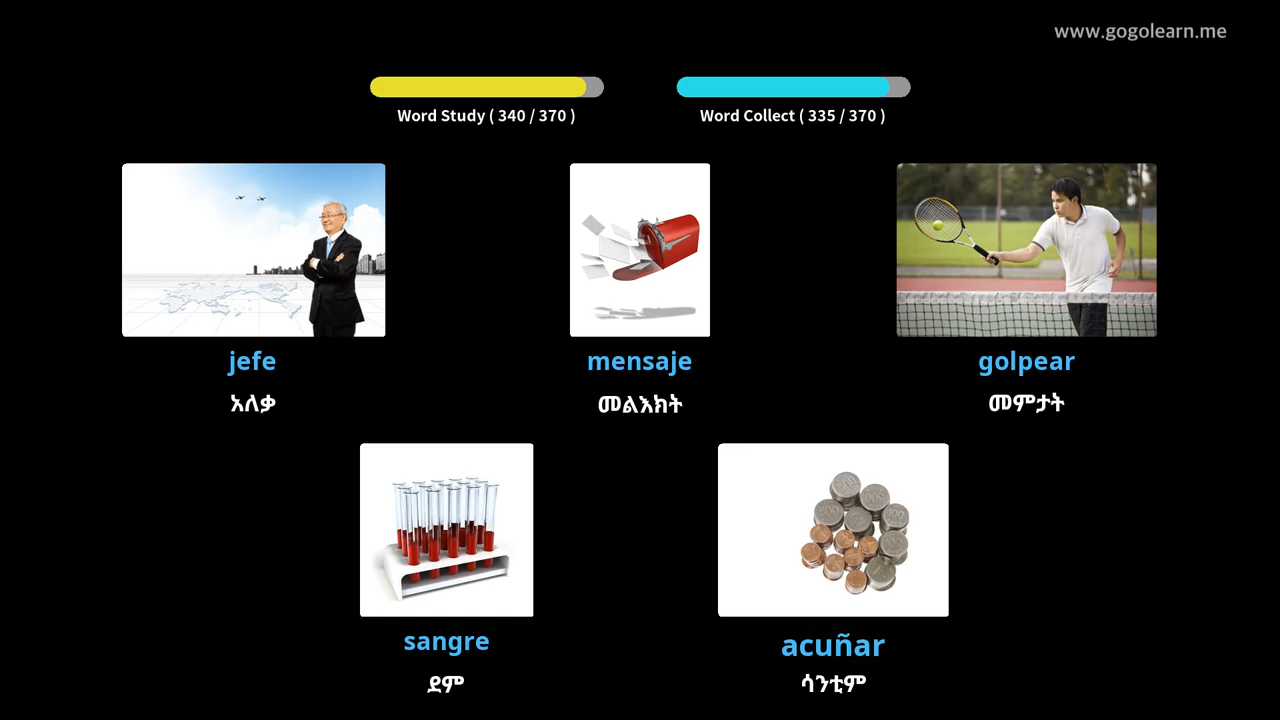 www.gogolearn.me
Word Study ( 340 / 370 )
Word Collect ( 335 / 370 )
jefe
አለቃ
mensaje
መልእክት
golpear
መምታት
sangre
ደም
acuñar
ሳንቲም